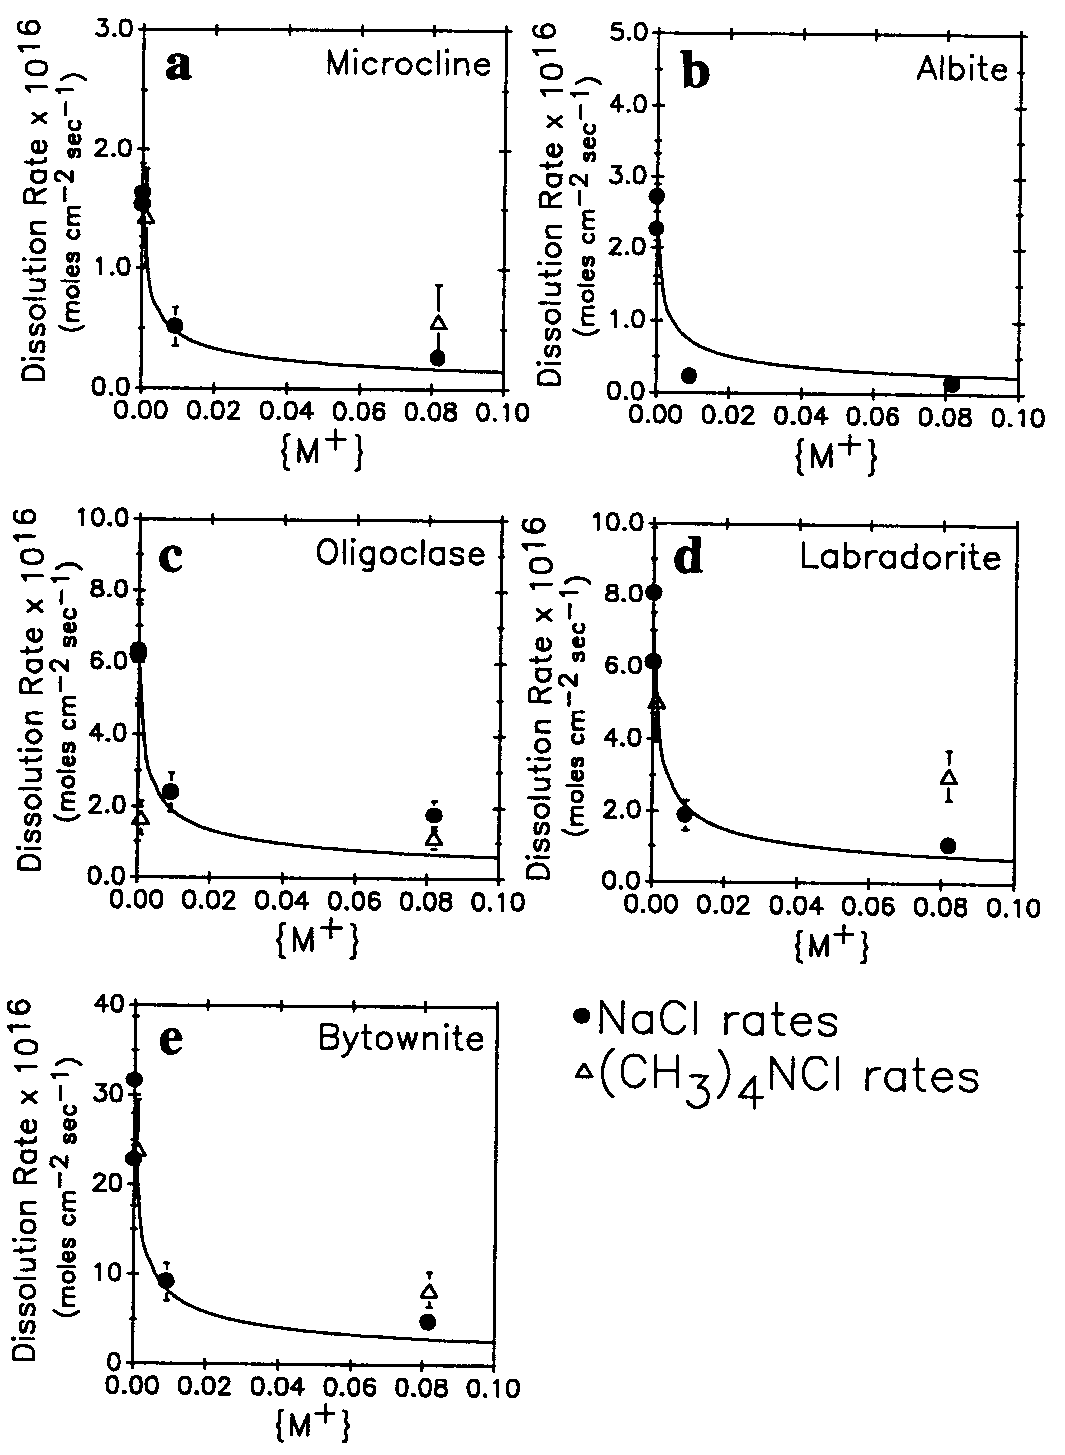 a Microcline
Dissolution Rate x 10^16
(moles cm^-2 sec^-1)
3.0
2.0
1.0
0.0
0.00 0.02 0.04 0.06 0.08 0.10
{M^+}
b Albite
Dissolution Rate x 10^16
(moles cm^-2 sec^-1)
5.0
4.0
3.0
2.0
1.0
0.0
0.00 0.02 0.04 0.06 0.08 0.10
{M^+}
c Oligoclase
Dissolution Rate x 10^16
(moles cm^-2 sec^-1)
10.0
8.0
6.0
4.0
2.0
0.0
0.00 0.02 0.04 0.06 0.08 0.10
{M^+}
d Labradorite
Dissolution Rate x 10^16
(moles cm^-2 sec^-1)
10.0
8.0
6.0
4.0
2.0
0.0
0.00 0.02 0.04 0.06 0.08 0.10
{M^+}
e Bytownite
Dissolution Rate x 10^16
(moles cm^-2 sec^-1)
40
30
20
10
0
0.00 0.02 0.04 0.06 0.08 0.10
{M^+}
NaCl rates
(CH3)4NCl rates